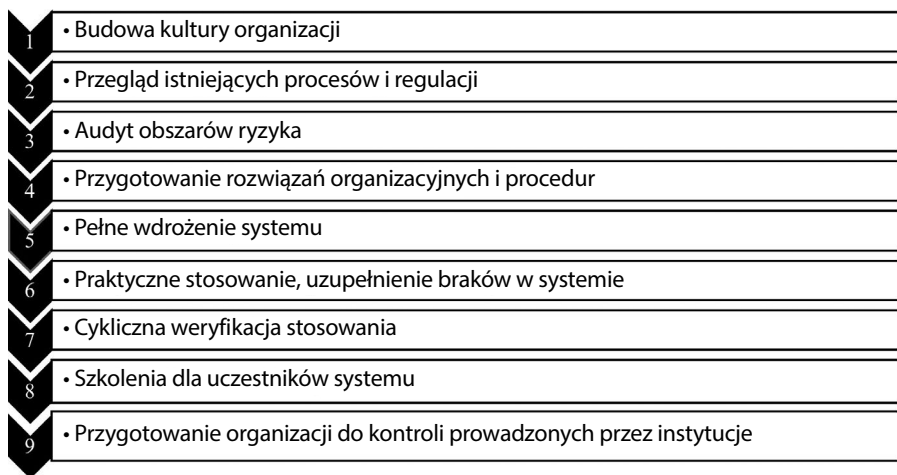 1 • Budowa kultury organizacji
2 • Przegląd istniejących procesów i regulacji
3 • Audyt obszarów ryzyka
4 • Przygotowanie rozwiązań organizacyjnych i procedur
5 • Pełne wdrożenie systemu
6 • Praktyczne stosowanie, uzupełnienie braków w systemie
7 • Cykliczna weryfikacja stosowania
8 • Szkolenia dla uczestników systemu
9 • Przygotowanie organizacji do kontroli prowadzonych przez instytucje